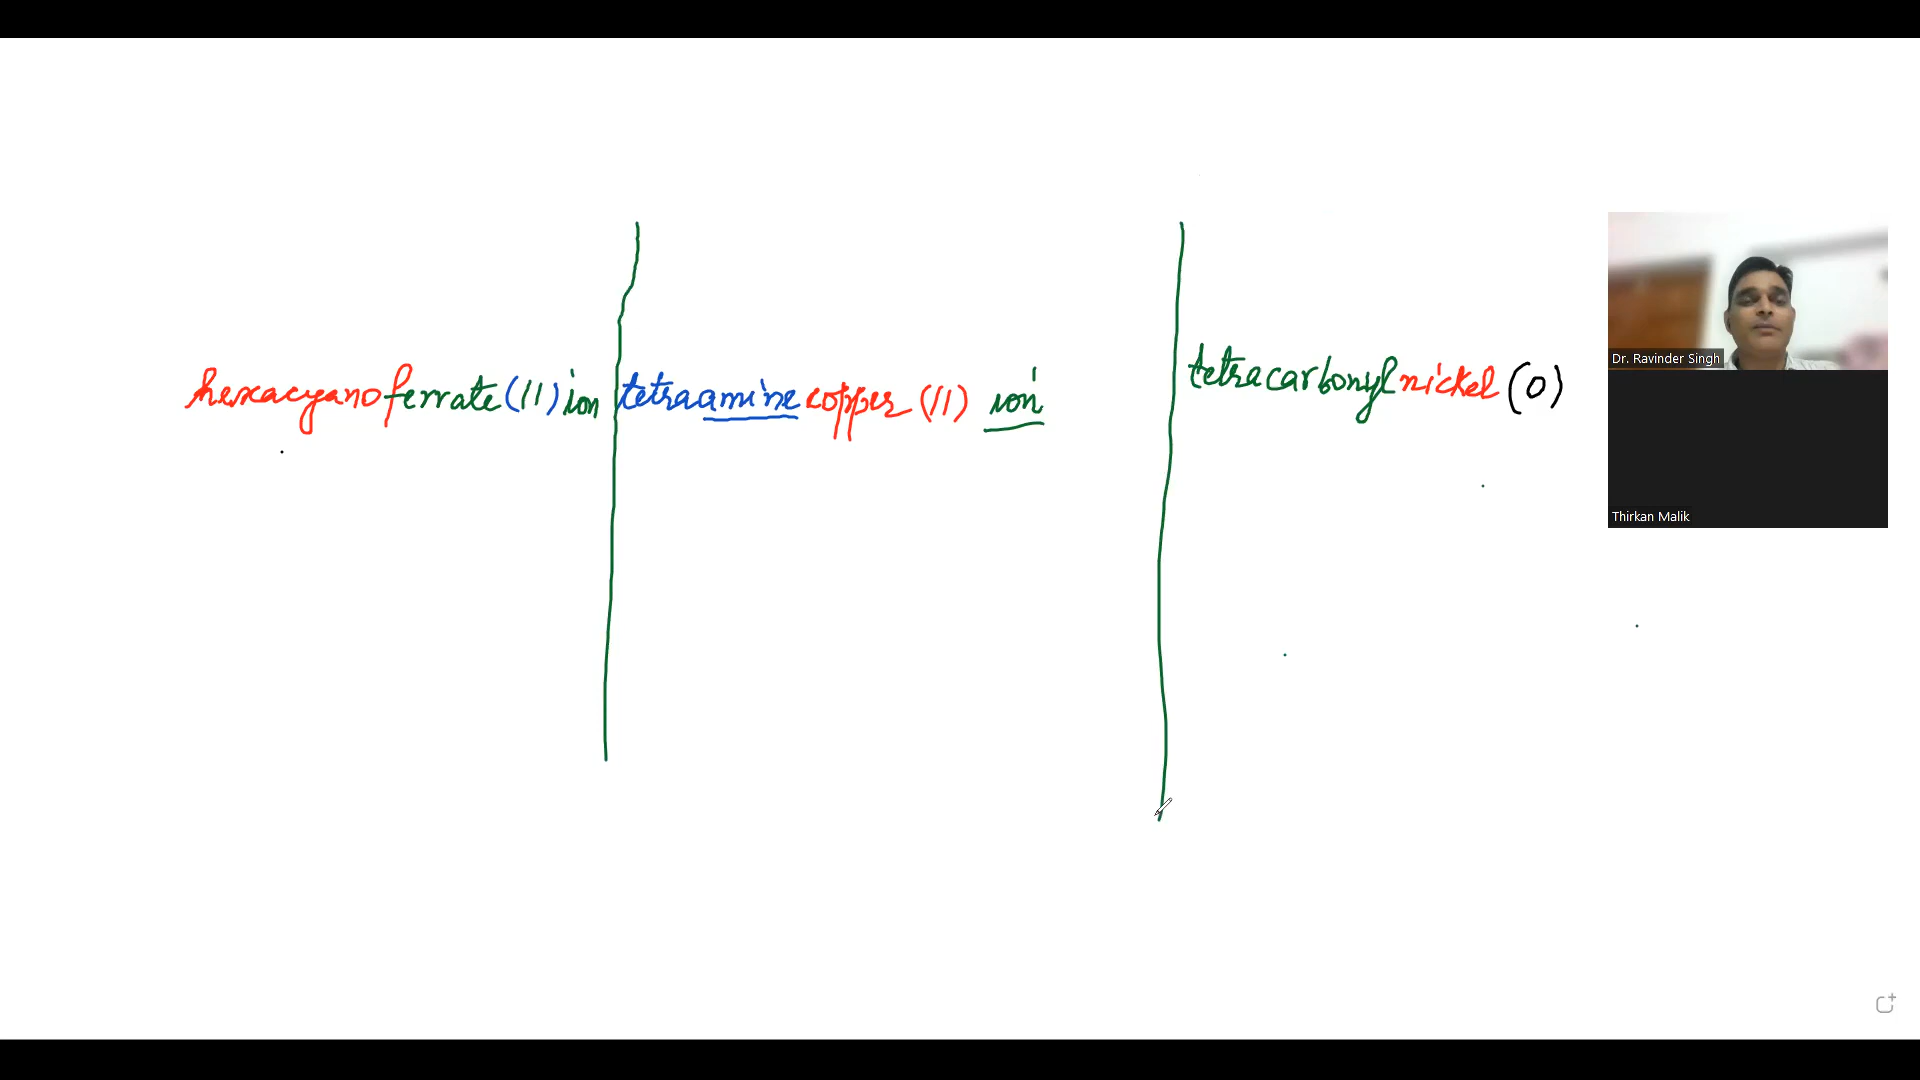 hexacyanoferrate (II) ion
tetraamine copper (II) ion
tetracarbonyl nickel (0)
Dr. Ravinder Singh
Thirkan Malik